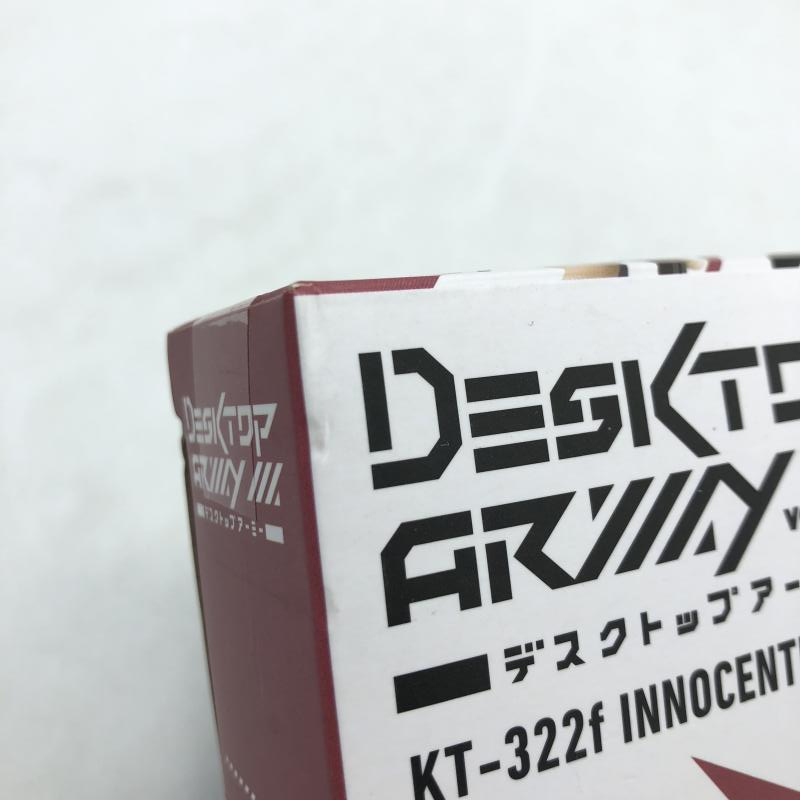 DESKTOP
ARMY
デスクトップアーミー
DESKTO
ARMY
デスクトップアー
KT-322f INNOCENT